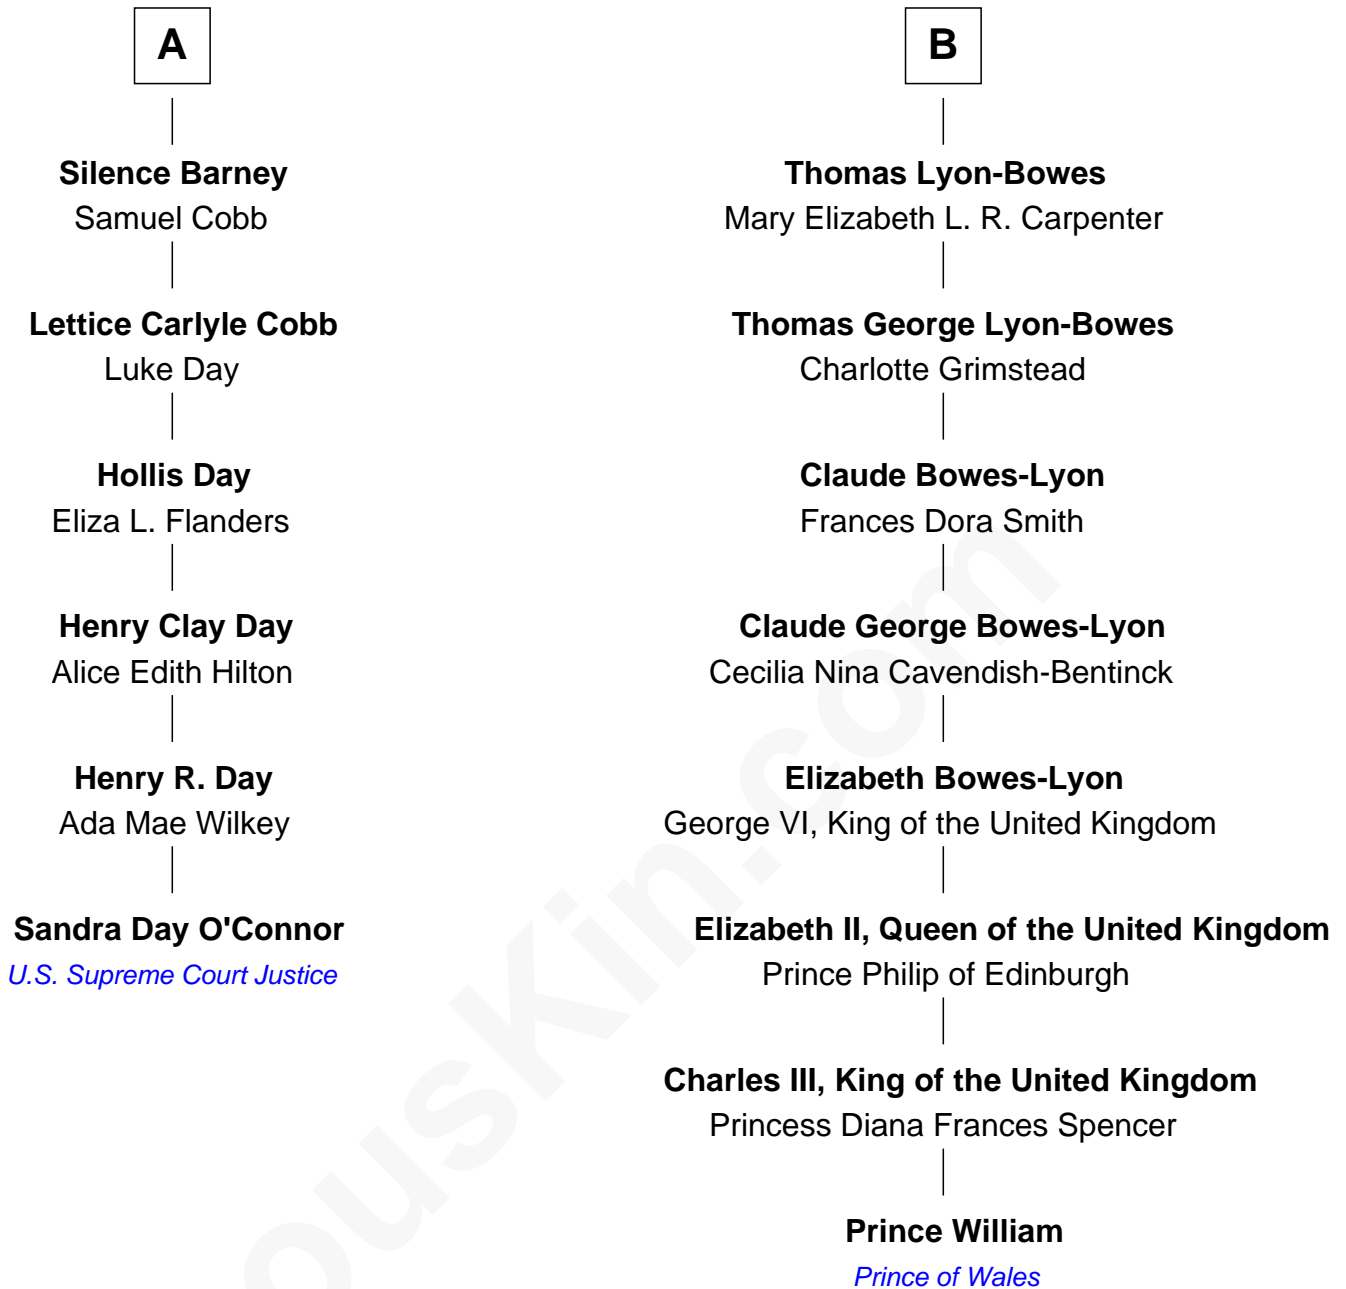 A
B
Silence Barney
Samuel Cobb
Thomas Lyon-Bowes
Mary Elizabeth L. R. Carpenter
Lettice Carlyle Cobb
Luke Day
Thomas George Lyon-Bowes
Charlotte Grimstead
Hollis Day
Eliza L. Flanders
Claude Bowes-Lyon
Frances Dora Smith
Henry Clay Day
Alice Edith Hilton
Claude George Bowes-Lyon
Cecilia Nina Cavendish-Bentinck
Henry R. Day
Ada Mae Wilkey
Elizabeth Bowes-Lyon
George VI, King of the United Kingdom
Sandra Day O'Connor
U.S. Supreme Court Justice
Elizabeth II, Queen of the United Kingdom
Prince Philip of Edinburgh
Charles III, King of the United Kingdom
Princess Diana Frances Spencer
Prince William
Prince of Wales
ousKin.com